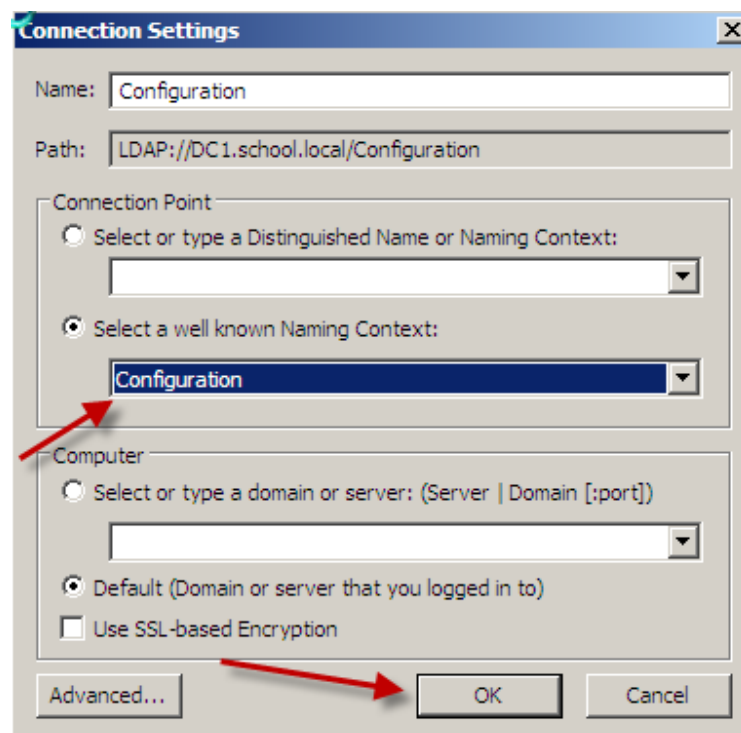 Connection Settings
Name: Configuration
Path: LDAP://DC1.school.local/Configuration
Connection Point
Select or type a Distinguished Name or Naming Context:
Select a well known Naming Context:
Configuration
Computer
Select or type a domain or server: (Server | Domain [:port])
Default (Domain or server that you logged in to)
Use SSL-based Encryption
Advanced... OK Cancel